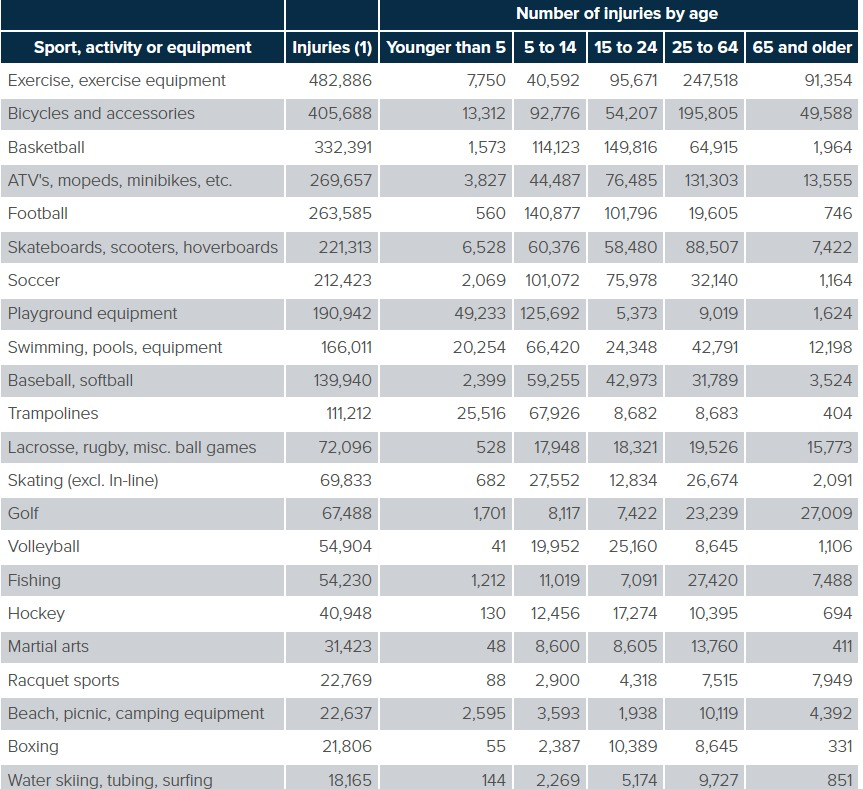 Number of injuries by age
Sport, activity or equipment Injuries (1) Younger than 5 5 to 14 15 to 24 25 to 64 65 and older
Exercise, exercise equipment 482,886 7,750 40,592 95,671 247,518 91,354
Bicycles and accessories 405,688 13,312 92,776 54,207 195,805 49,588
Basketball 332,391 1,573 114,123 149,816 64,915 1,964
ATV's, mopeds, minibikes, etc. 269,657 3,827 44,487 76,485 131,303 13,555
Football 263,585 560 140,877 101,796 19,605 746
Skateboards, scooters, hoverboards 221,313 6,528 60,376 58,480 88,507 7,422
Soccer 212,423 2,069 101,072 75,978 32,140 1,164
Playground equipment 190,942 49,233 125,692 5,373 9,019 1,624
Swimming, pools, equipment 166,011 20,254 66,420 24,348 42,791 12,198
Baseball, softball 139,940 2,399 59,255 42,973 31,789 3,524
Trampolines 111,212 25,516 67,926 8,682 8,683 404
Lacrosse, rugby, misc. ball games 72,096 528 17,948 18,321 19,526 15,773
Skating (excl. In-line) 69,833 682 27,552 12,834 26,674 2,091
Golf 67,488 1,701 8,117 7,422 23,239 27,009
Volleyball 54,904 41 19,952 25,160 8,645 1,106
Fishing 54,230 1,212 11,019 7,091 27,420 7,488
Hockey 40,948 130 12,456 17,274 10,395 694
Martial arts 31,423 48 8,600 8,605 13,760 411
Racquet sports 22,769 88 2,900 4,318 7,515 7,949
Beach, picnic, camping equipment 22,637 2,595 3,593 1,938 10,119 4,392
Boxing 21,806 55 2,387 10,389 8,645 331
Water skiing, tubing, surfing 18,165 144 2,269 5,174 9,727 851